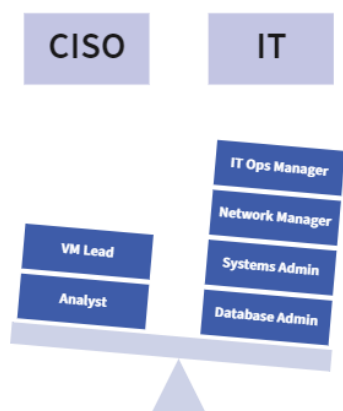 CISO
IT
IT Ops Manager
Network Manager
VM Lead
Systems Admin
Analyst
Database Admin